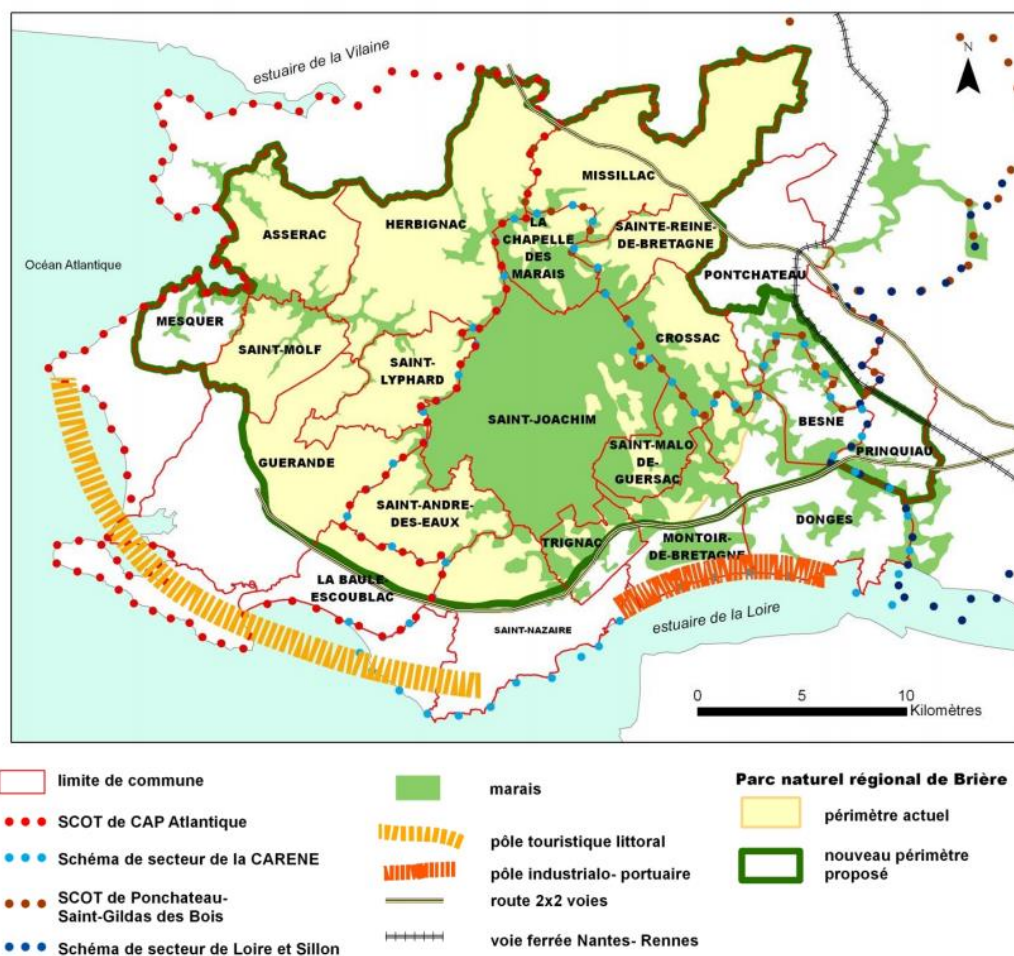 estuaire de la Vilaine
N
MISSILLAC
ASSERAC
HERBIGNAC
LA
CHAPELLE
DES
MARAIS
SAINTE-REINE-
DE-BRETAGNE
Océan Atlantique
PONTCHATEAU
MESQUER
SAINT-MOLF
CROSSAC
SAINT-
LYPHARD
SAINT-JOACHIM
BESNE
GUERANDE
SAINT-MALO
DE-
GUERSAC
PRINQUIAU
SAINT-ANDRE-
DES-EAUX
DONGES
TRIGNAC
MONTOIR-
DE-BRETAGNE
LA BAULE-
ESCOUBLAC
SAINT-NAZAIRE
estuaire de la Loire
0 5 10
Kilomètres
limite de commune
SCOT de CAP Atlantique
Schéma de secteur de la CARENE
SCOT de Ponchateau-
Saint-Gildas des Bois
Schéma de secteur de Loire et Sillon
marais
pôle touristique littoral
pôle industrialo- portuaire
route 2x2 voies
voie ferrée Nantes- Rennes
Parc naturel régional de Brière
périmètre actuel
nouveau périmètre
proposé